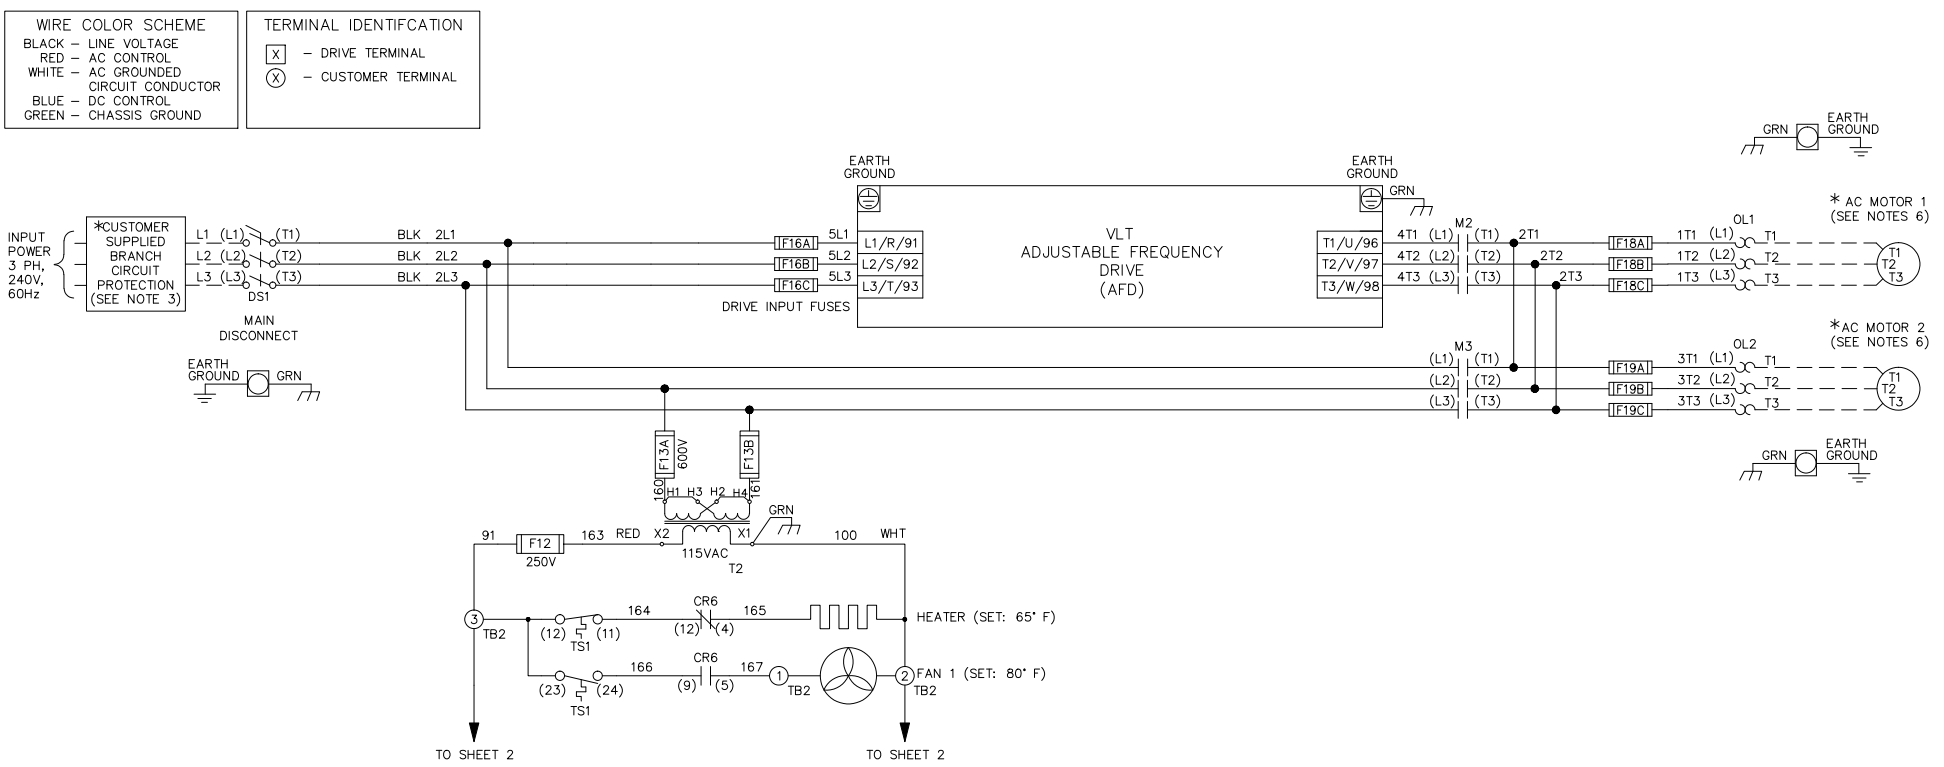 WIRE COLOR SCHEME
BLACK – LINE VOLTAGE
RED – AC CONTROL
WHITE – AC GROUNDED
CIRCUIT CONDUCTOR
BLUE – DC CONTROL
GREEN – CHASSIS GROUND
TERMINAL IDENTIFCATION
X – DRIVE TERMINAL
X – CUSTOMER TERMINAL
INPUT
POWER
3 PH,
240V,
60Hz
*CUSTOMER
SUPPLIED
BRANCH
CIRCUIT
PROTECTION
(SEE NOTE 3)
L1 (L1) (T1) BLK 2L1
L2 (L2) (T2) BLK 2L2
L3 (L3) (T3) BLK 2L3
DS1
MAIN
DISCONNECT
EARTH
GROUND GRN
F16A 5L1
F16B 5L2
F16C 5L3
DRIVE INPUT FUSES
EARTH
GROUND
L1/R/91
L2/S/92
L3/T/93
VLT
ADJUSTABLE FREQUENCY
DRIVE
(AFD)
EARTH
GROUND
GRN
T1/U/96
T2/V/97
T3/W/98
M2
4T1 (L1) (T1) 2T1
4T2 (L2) (T2) 2T2
4T3 (L3) (T3) 2T3
F18A 1T1 (L1) T1
F18B 1T2 (L2) T2
F18C 1T3 (L3) T3
OL1
GRN
EARTH
GROUND
* AC MOTOR 1
(SEE NOTES 6)
T1
T2
T3
M3
(L1) (T1)
(L2) (T2)
(L3) (T3)
F19A 3T1 (L1) T1
F19B 3T2 (L2) T2
F19C 3T3 (L3) T3
OL2
*AC MOTOR 2
(SEE NOTES 6)
T1
T2
T3
GRN
EARTH
GROUND
F13A
600V
F13B
160
H1 H3 H2 H4
161
GRN
91 F12 163 RED X2 X1 100 WHT
250V
115VAC
T2
3
TB2
(12) (11)
TS1
164
CR6
(12) (4)
165
HEATER (SET: 65° F)
(23) (24)
TS1
166
CR6
(9) (5)
167
1
TB2
2
TB2
FAN 1 (SET: 80° F)
TO SHEET 2
TO SHEET 2